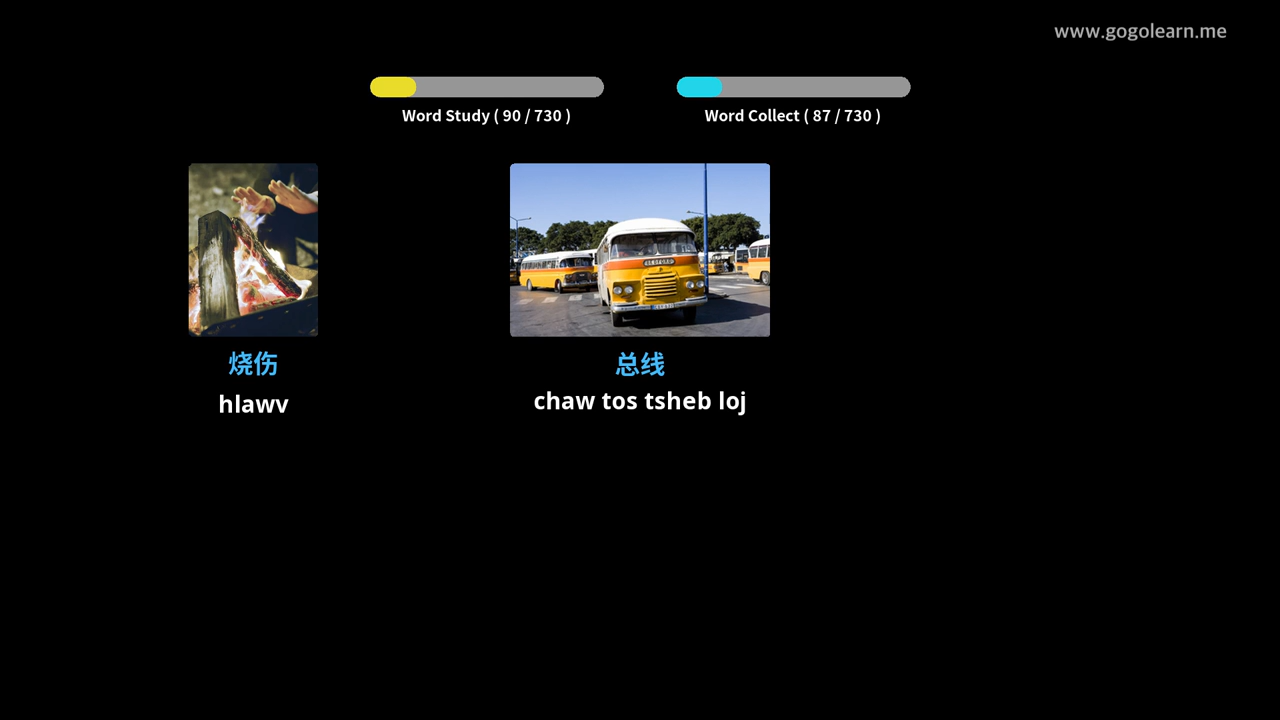 www.gogolearn.me
Word Study ( 90 / 730 )
Word Collect ( 87 / 730 )
BEDFORD
烧伤
总线
hlawv
chaw tos tsheb loj